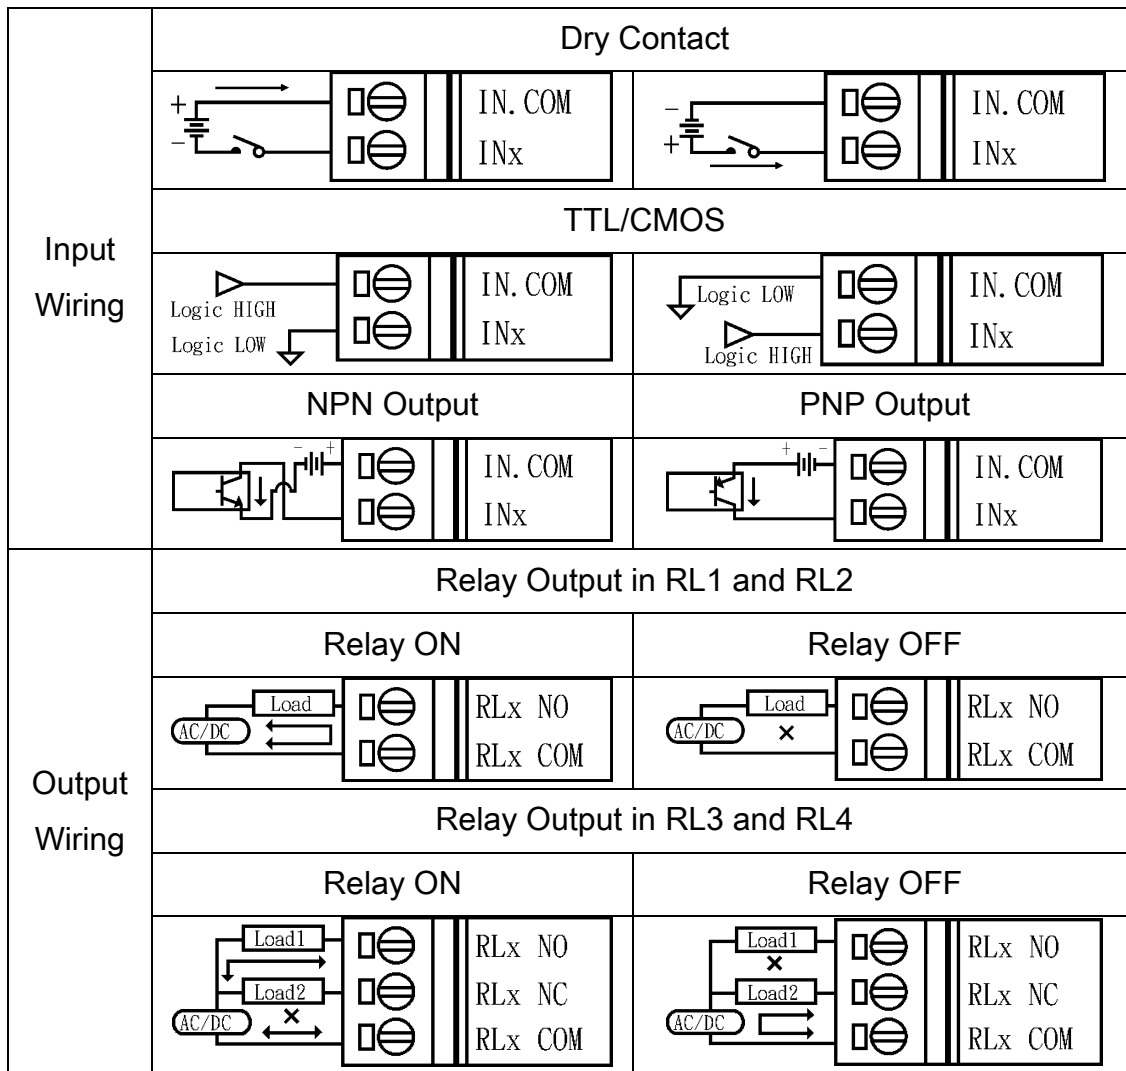 Input
Wiring
Dry Contact
+
-
IN. COM
INx
-
+
IN. COM
INx
TTL/CMOS
Logic HIGH
Logic LOW
IN. COM
INx
Logic LOW
Logic HIGH
IN. COM
INx
NPN Output
PNP Output
- +
IN. COM
INx
+ -
IN. COM
INx
Output
Wiring
Relay Output in RL1 and RL2
Relay ON
Relay OFF
Load
AC/DC
RLx NO
RLx COM
Load
AC/DC
RLx NO
RLx COM
Relay Output in RL3 and RL4
Relay ON
Relay OFF
Load1
Load2
AC/DC
RLx NO
RLx NC
RLx COM
Load1
Load2
AC/DC
RLx NO
RLx NC
RLx COM